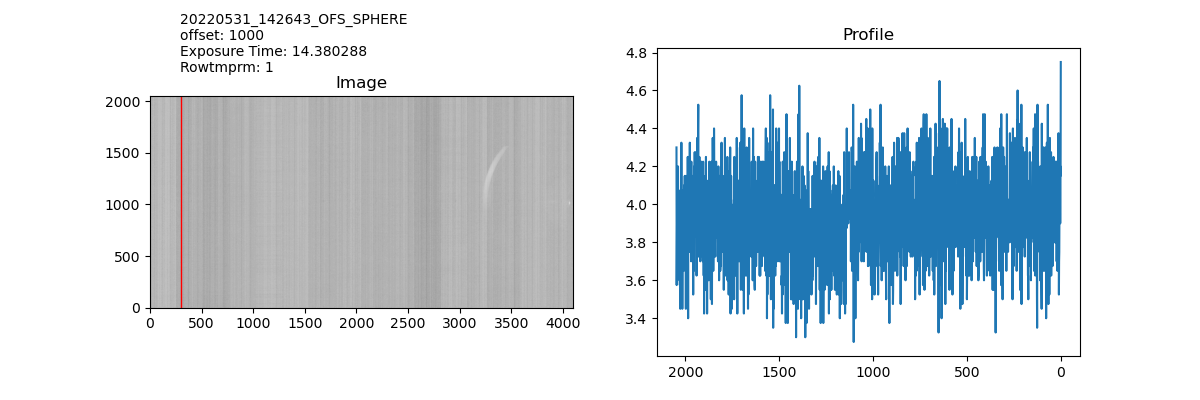 20220531_142643_OFS_SPHERE
offset: 1000
Exposure Time: 14.380288
Rowtmprm: 1
Image
2000
1500
1000
500
0
0 500 1000 1500 2000 2500 3000 3500 4000
Profile
4.8
4.6
4.4
4.2
4.0
3.8
3.6
3.4
2000 1500 1000 500 0